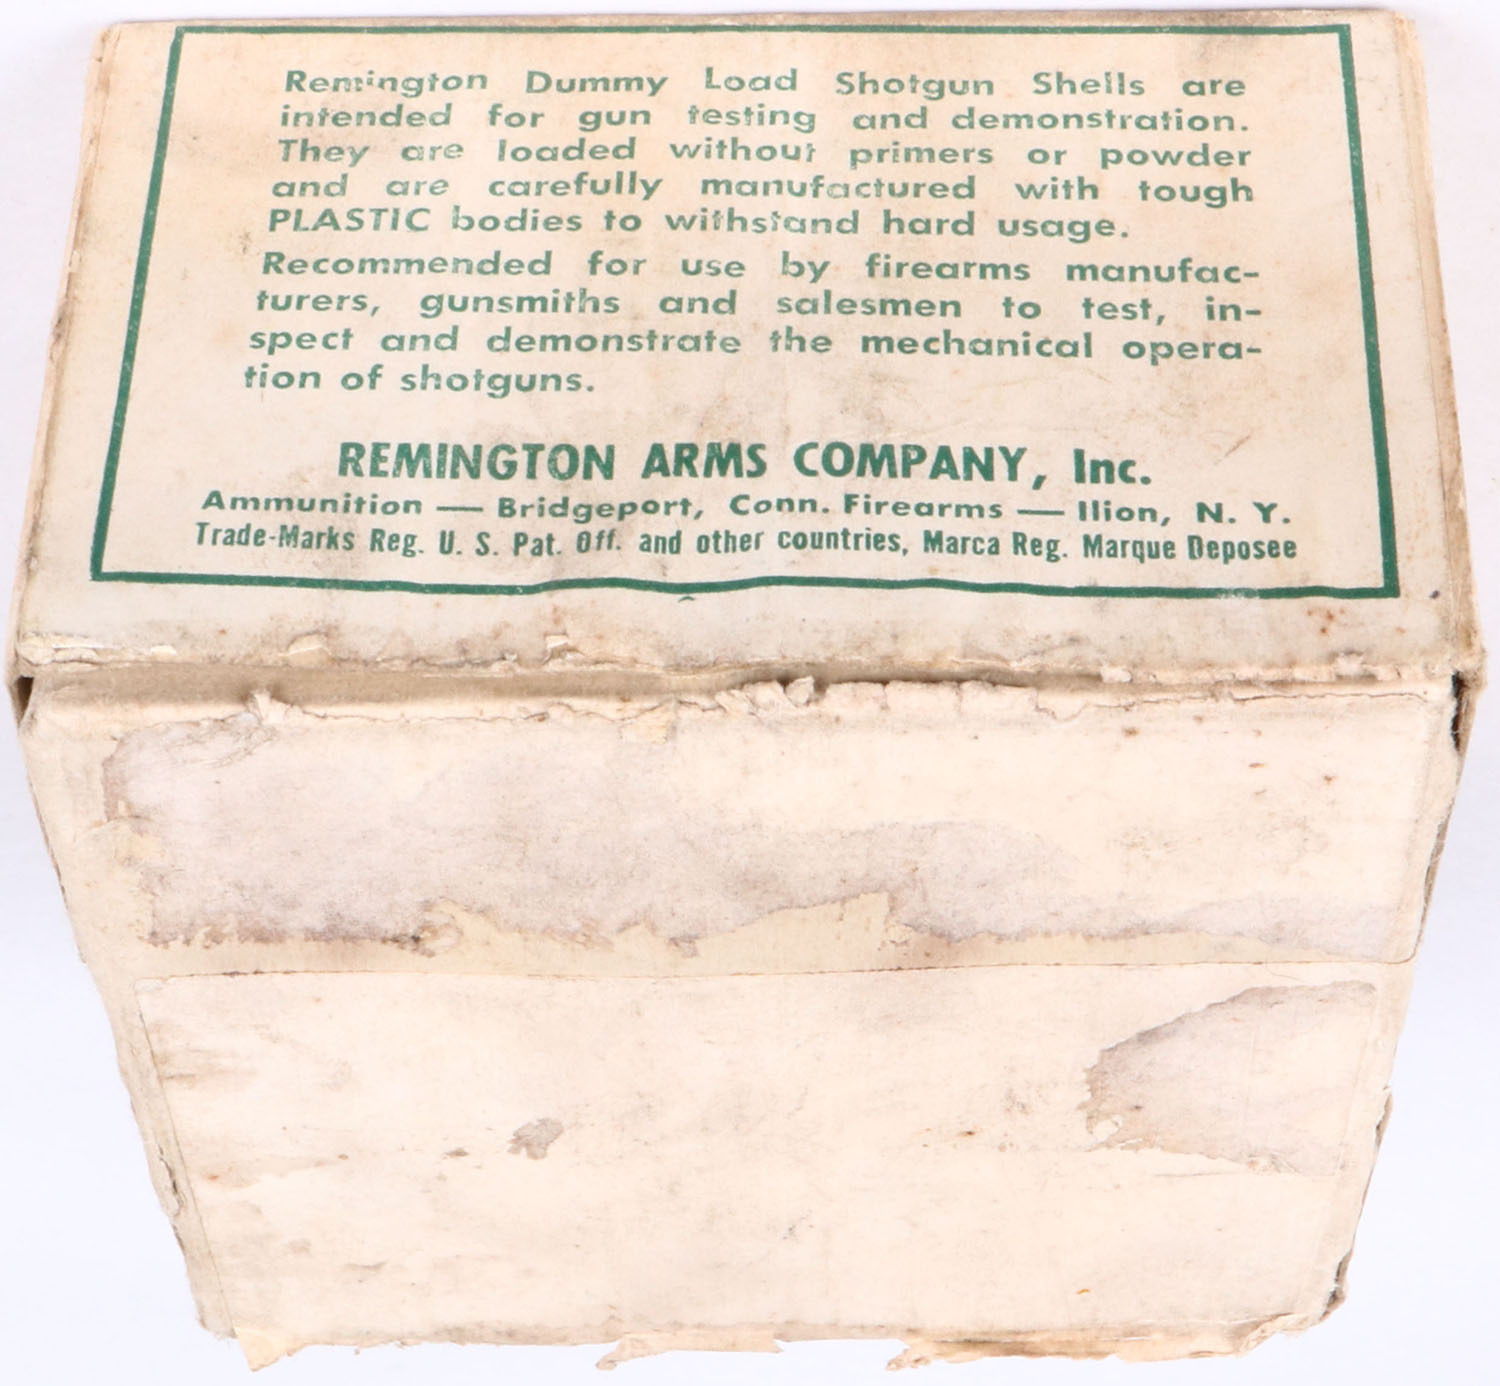 Remington Dummy Load Shotgun Shells are
intended for gun testing and demonstration.
They are loaded without primers or powder
and are carefully manufactured with tough
PLASTIC bodies to withstand hard usage.
Recommended for use by firearms manufac-
turers, gunsmiths and salesmen to test, in-
spect and demonstrate the mechanical opera-
tion of shotguns.
REMINGTON ARMS COMPANY, Inc.
Ammunition — Bridgeport, Conn. Firearms — Ilion, N. Y.
Trade-Marks Reg. U. S. Pat. Off. and other countries, Marca Reg. Marque Deposee